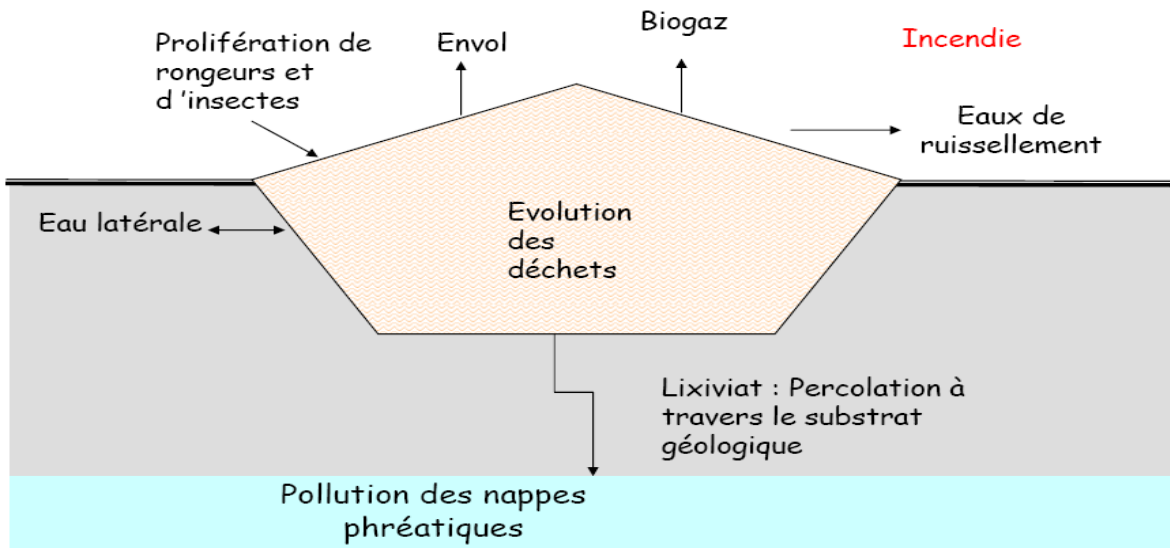 Prolifération de
rongeurs et
d 'insectes
Envol
Biogaz
Incendie
Eaux de
ruissellement
Eau latérale
Evolution
des
déchets
Lixiviat : Percolation à
travers le substrat
géologique
Pollution des nappes
phréatiques